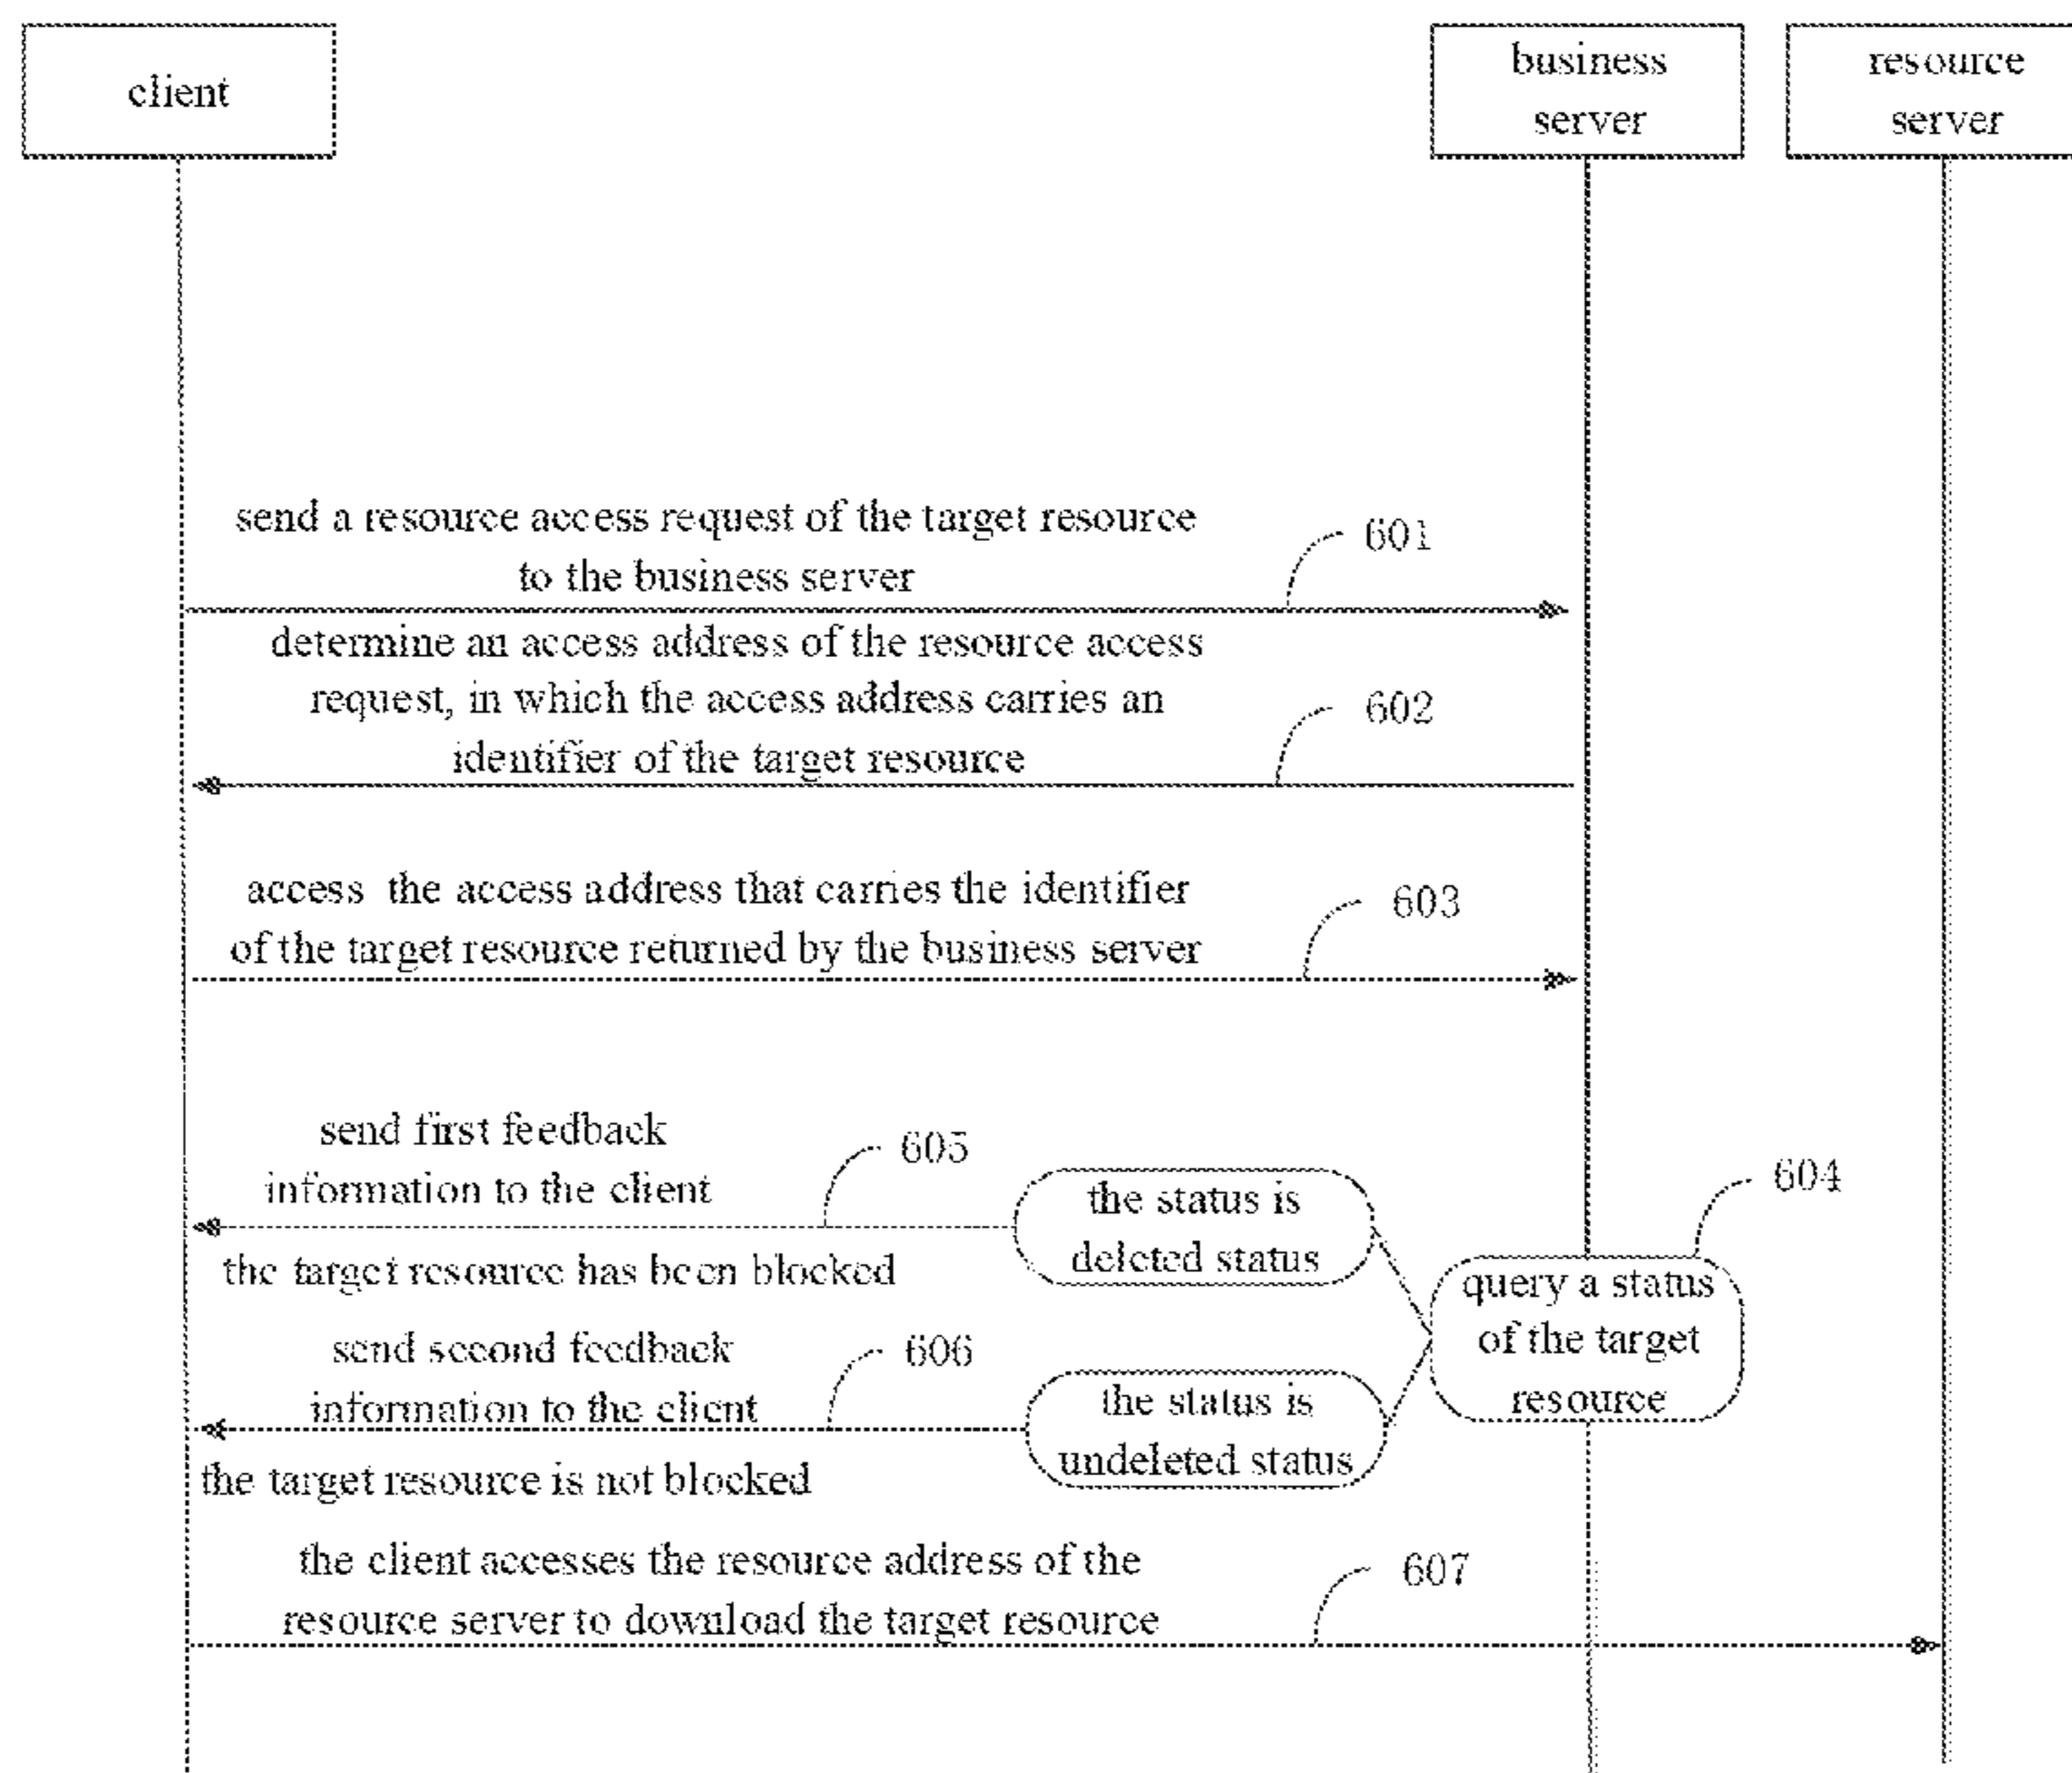 client
business
server
resource
server
send a resource access request of the target resource
to the business server
601
determine an access address of the resource access
request, in which the access address carries an
identifier of the target resource
602
access the access address that carries the identifier
of the target resource returned by the business server
603
send first feedback
information to the client
605
the status is
deleted status
604
the target resource has been blocked
query a status
of the target
resource
send second feedback
information to the client
606
the status is
undeleted status
the target resource is not blocked
the client accesses the resource address of the
resource server to download the target resource
607